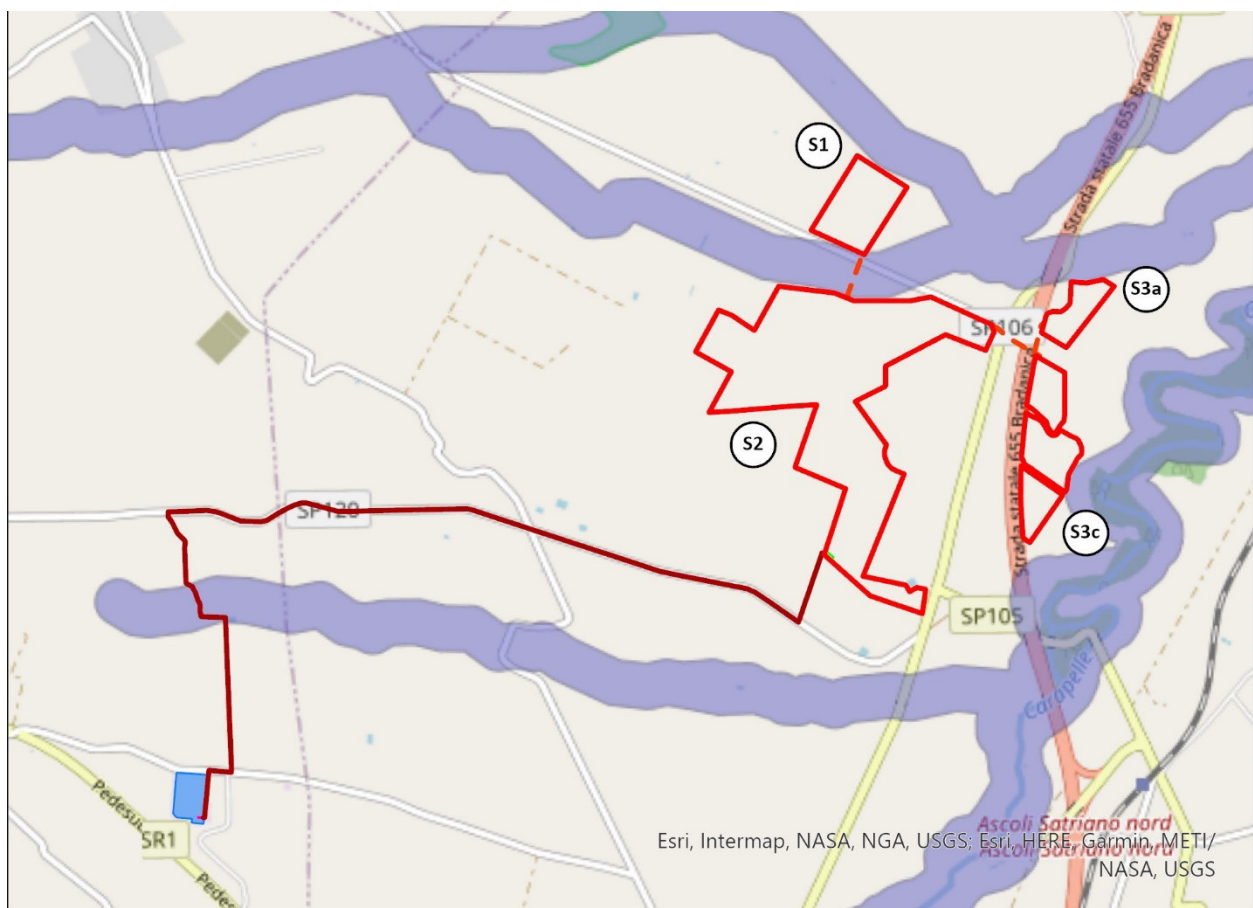 Strada statale 655 Bradanica
S1
S3a
SP106
S2
Strada statale 655 Bradanica
SP120
S3c
SP105
Carapelle
Pedesu
SR1
Pedes
Ascoli Satriano nord
Ascoli Satriano nord
Esri, Intermap, NASA, NGA, USGS; Esri, HERE, Garmin, METI/
NASA, USGS